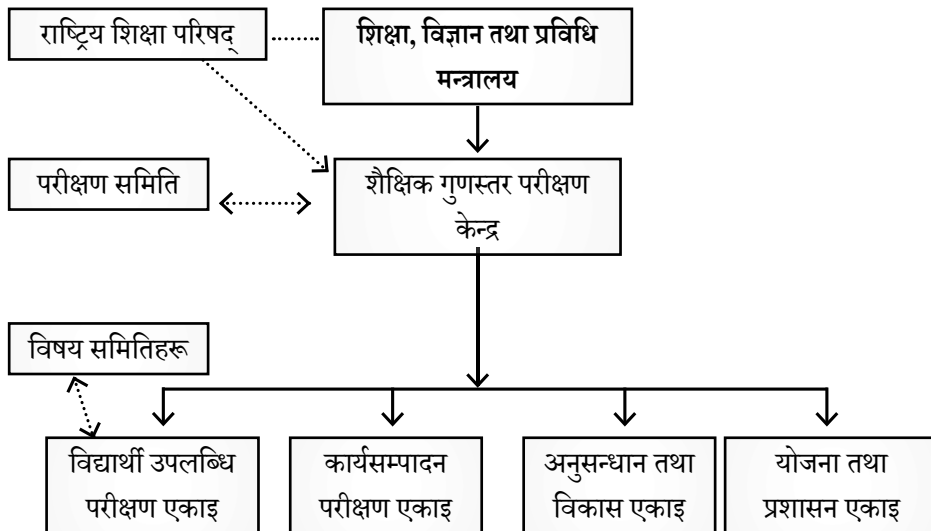 राष्ट्रिय शिक्षा परिषद्
शिक्षा, विज्ञान तथा प्रविधि
मन्त्रालय
परीक्षण समिति
शैक्षिक गुणस्तर परीक्षण
केन्द्र
विषय समितिहरू
विद्यार्थी उपलब्धि
परीक्षण एकाइ
कार्यसम्पादन
परीक्षण एकाइ
अनुसन्धान तथा
विकास एकाइ
योजना तथा
प्रशासन एकाइ